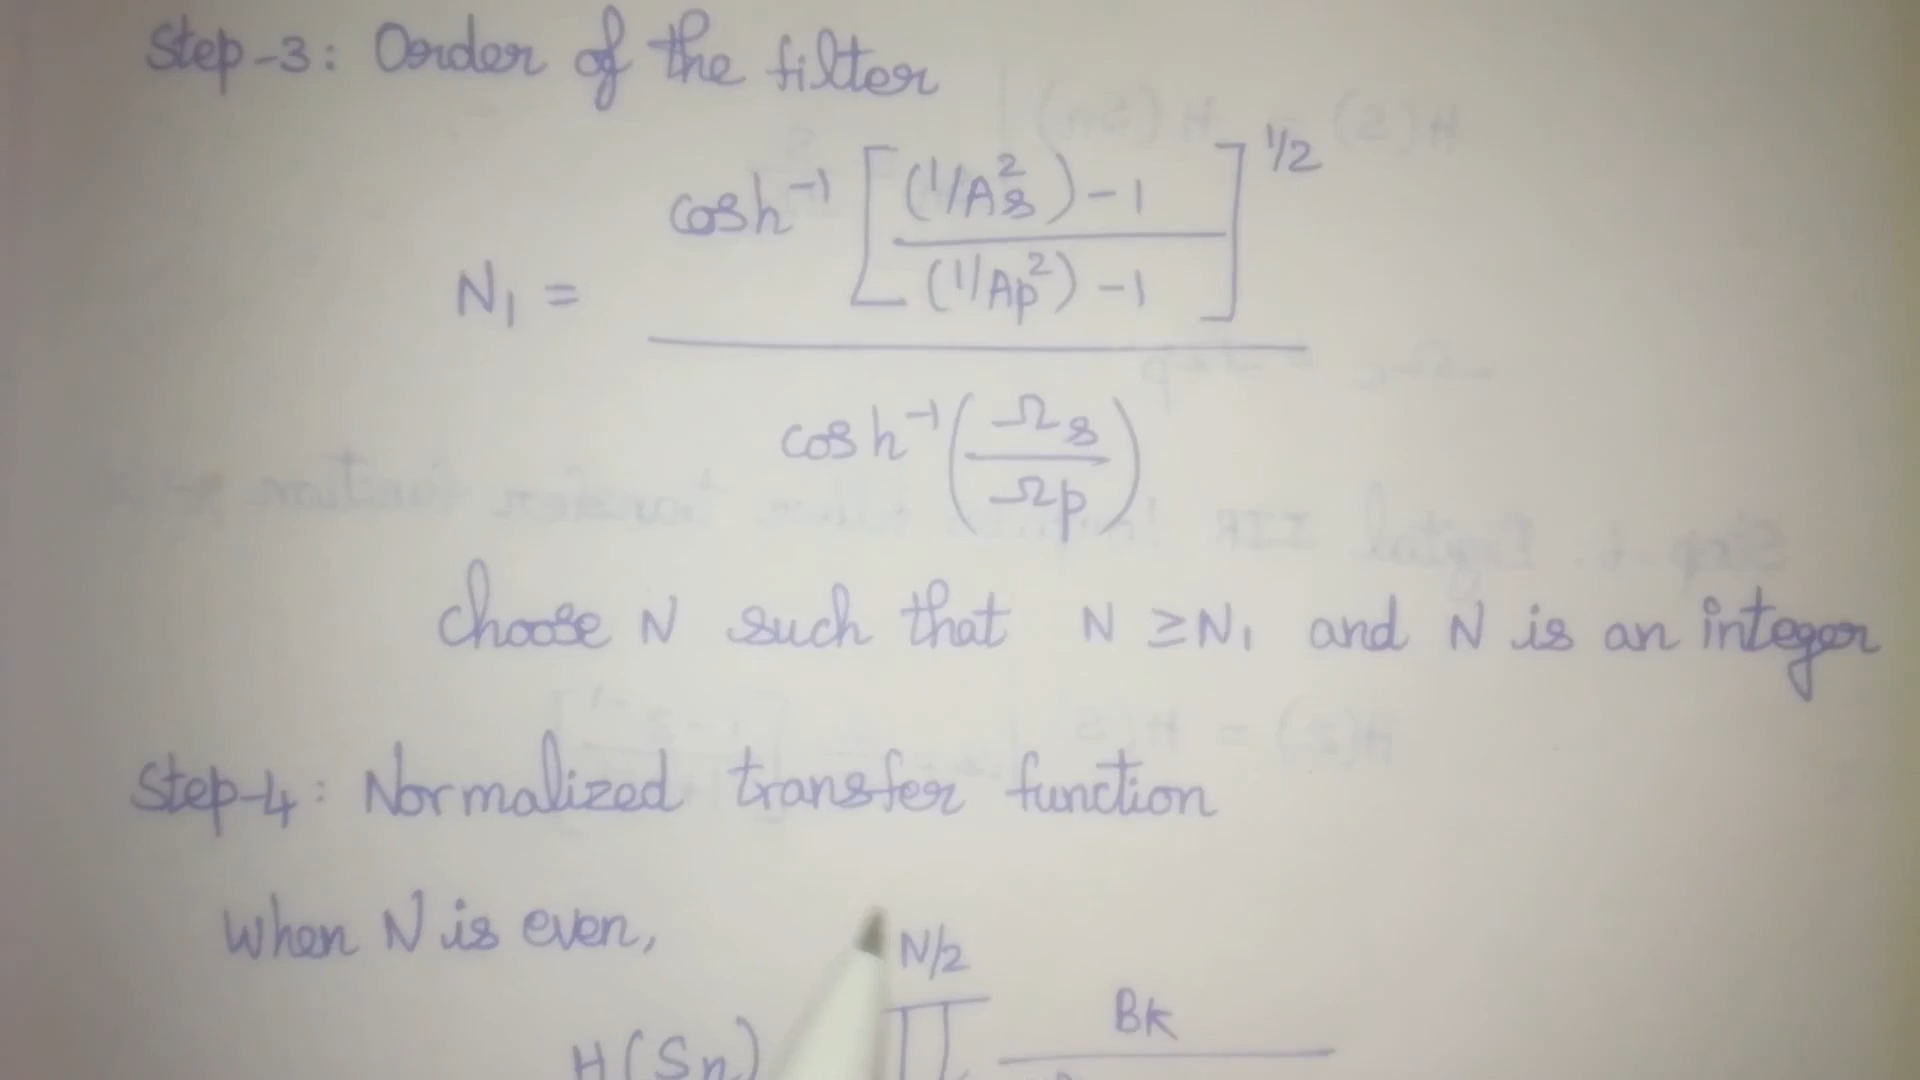 Step-3: Order of the filter
N₁ = cosh⁻¹ [ ((1/As²) - 1) / ((1/Ap²) - 1) ]^1/2 / cosh⁻¹ (Ωs / Ωp)
choose N such that N ≥ N₁ and N is an integer
Step-4: Normalized transfer function
When N is even,
N/2
H(Sn) ∏ Bk